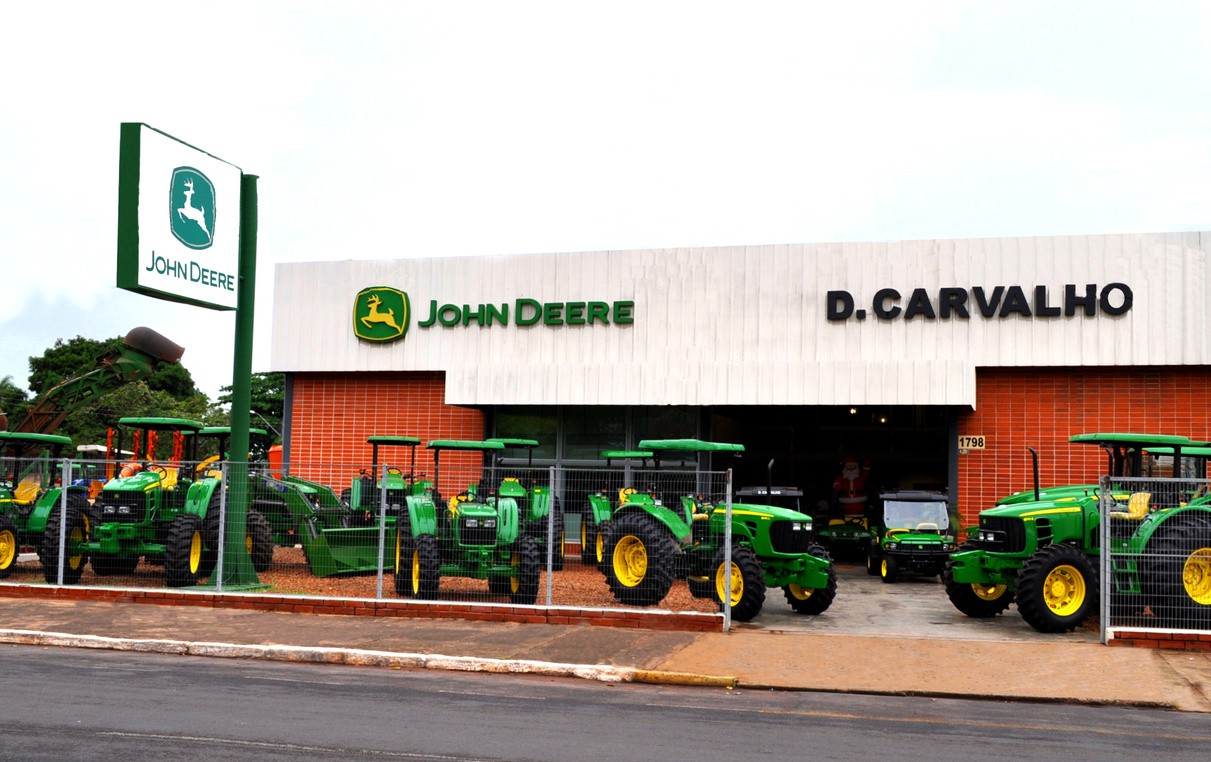 JOHN DEERE
JOHN DEERE
D. CARVALHO
1798